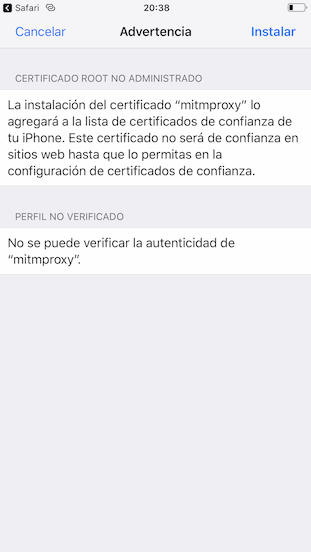 Safari 20:38
Cancelar Advertencia Instalar
CERTIFICADO ROOT NO ADMINISTRADO
La instalación del certificado “mitmproxy” lo
agregará a la lista de certificados de confianza de
tu iPhone. Este certificado no será de confianza en
sitios web hasta que lo permitas en la
configuración de certificados de confianza.
PERFIL NO VERIFICADO
No se puede verificar la autenticidad de
“mitmproxy”.